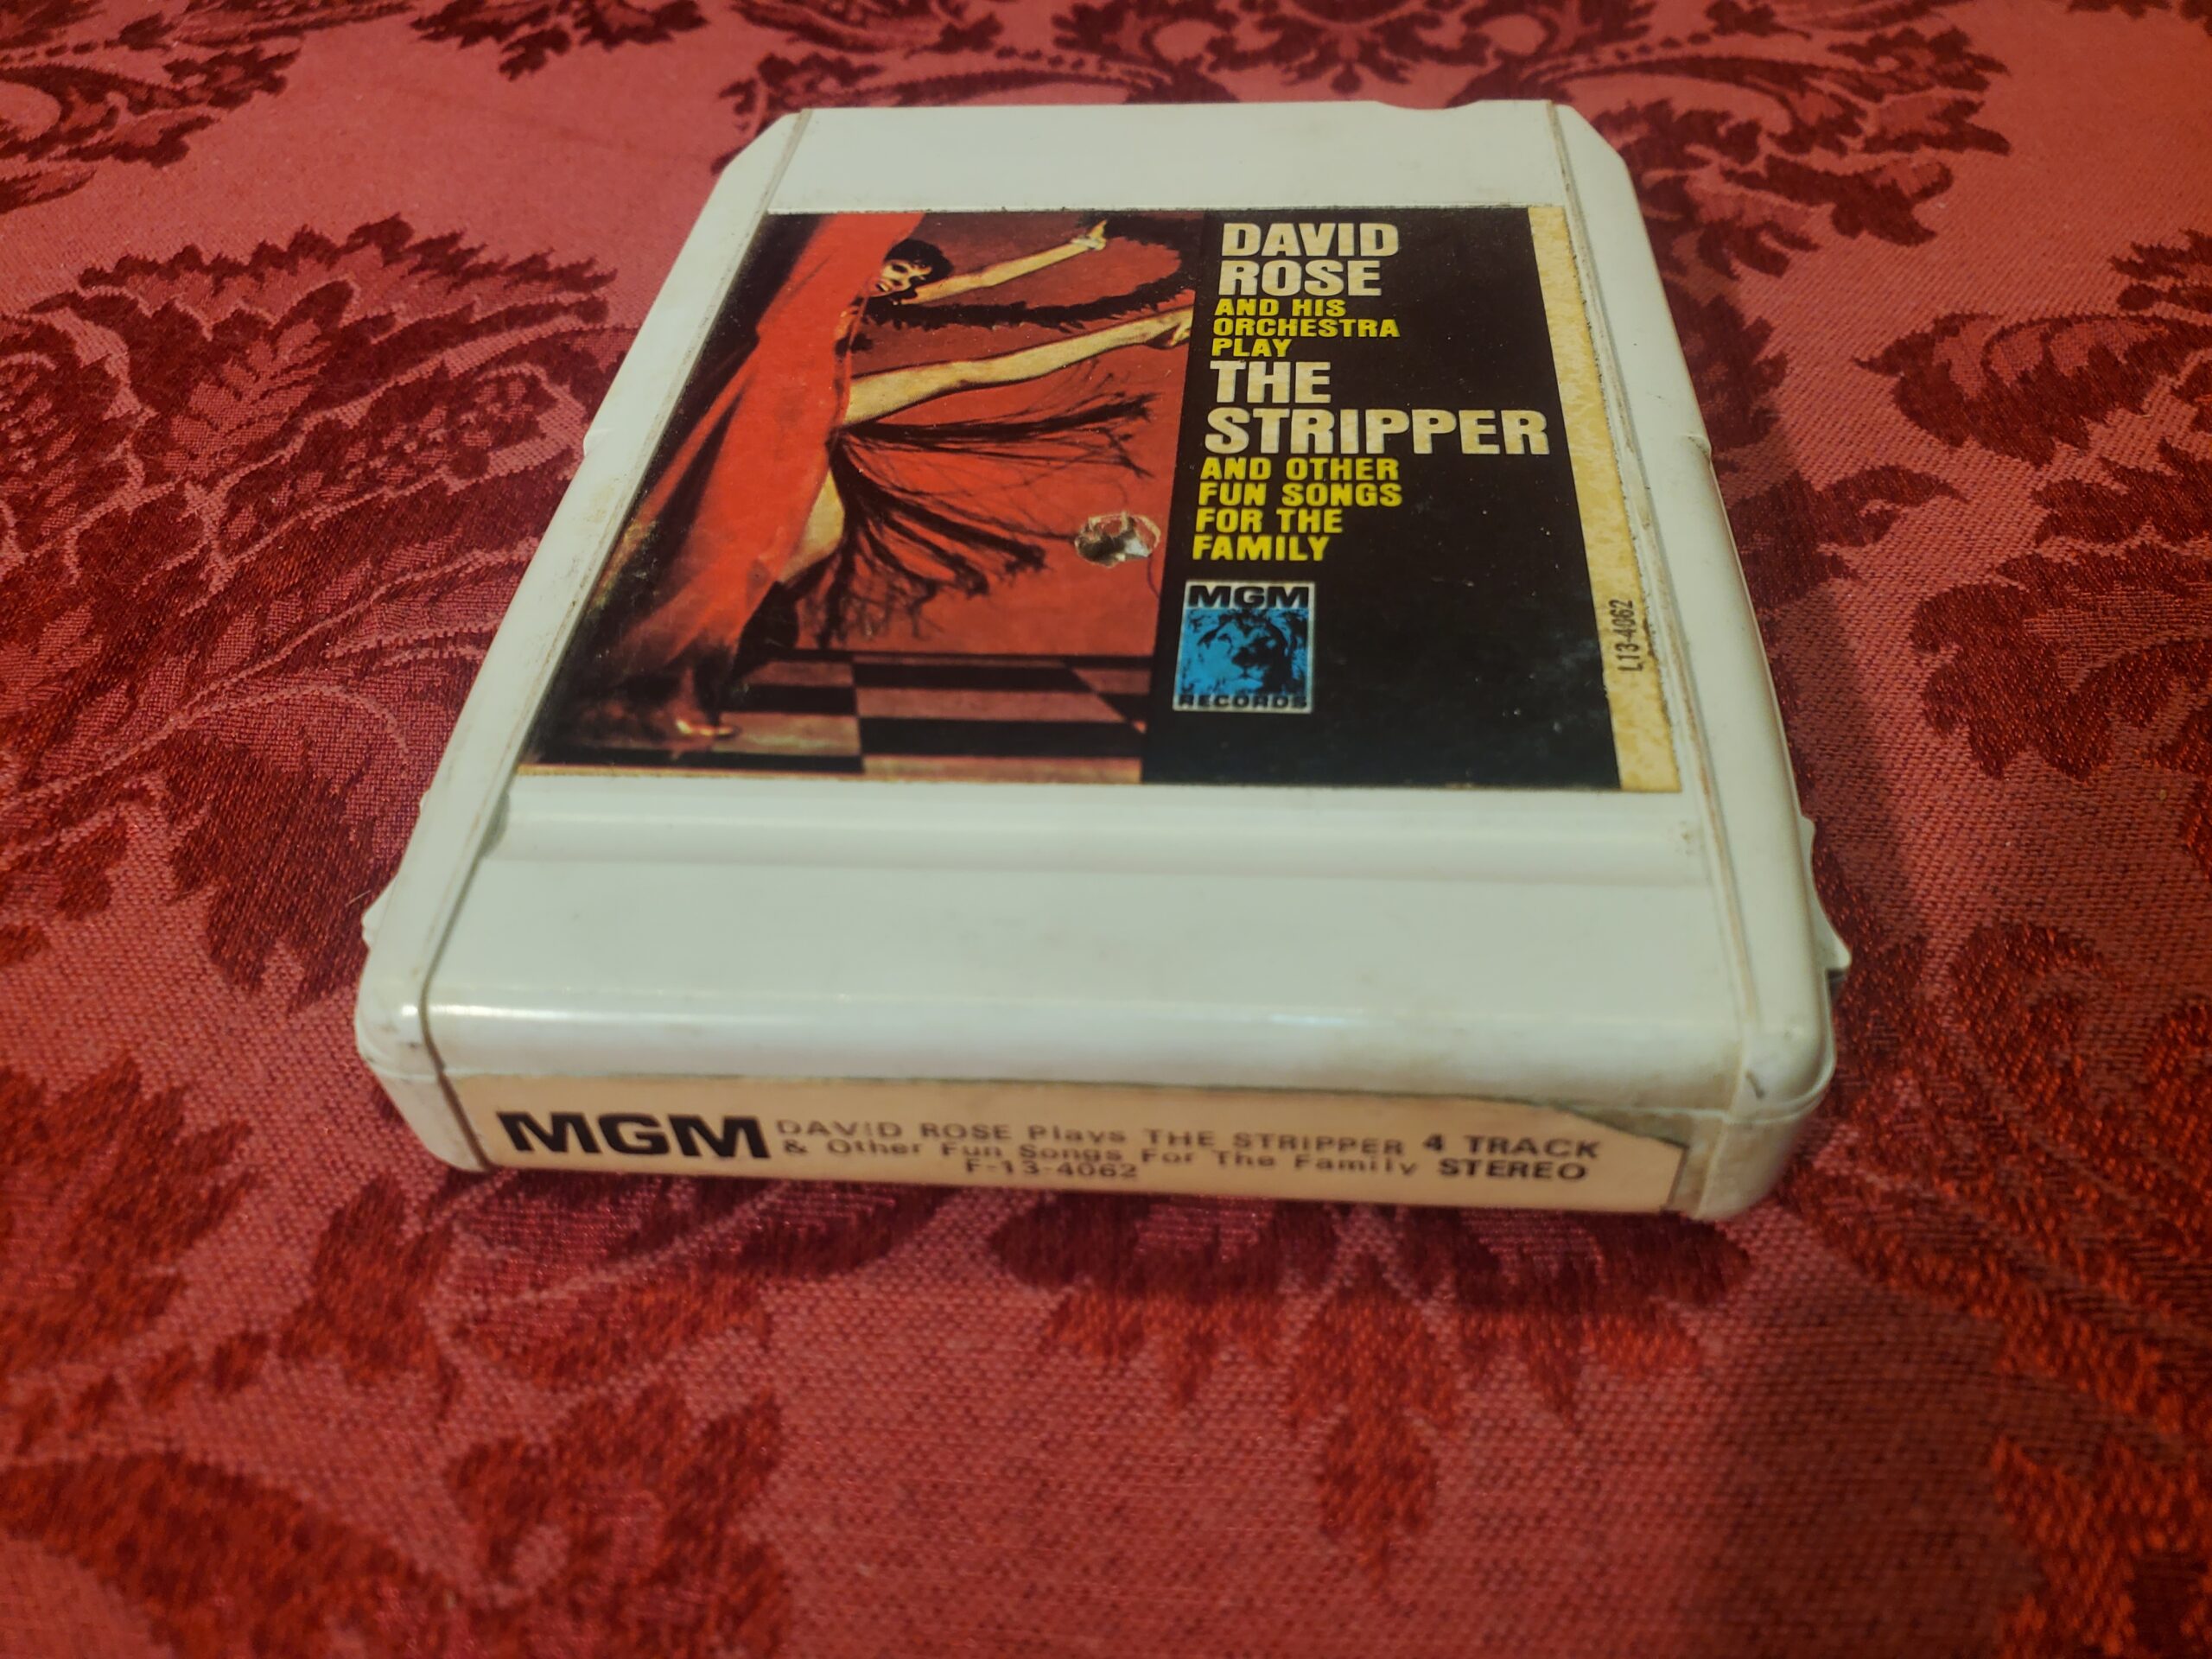 DAVID
ROSE
AND HIS
ORCHESTRA
PLAY
THE
STRIPPER
AND OTHER
FUN SONGS
FOR THE
FAMILY
MGM
RECORDS
L13-4062
MGM
DAVID ROSE Plays THE STRIPPER
& Other Fun Songs For The Family
F-13-4062
4 TRACK
STEREO